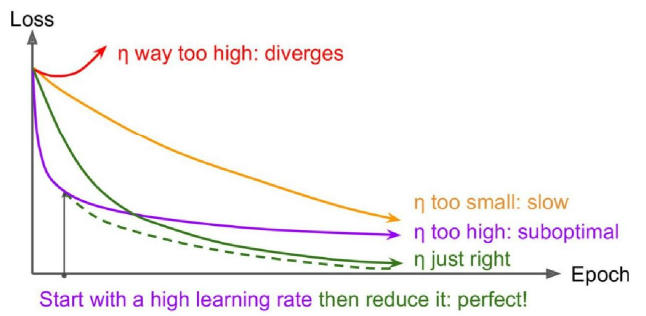 Loss
η way too high: diverges
η too small: slow
η too high: suboptimal
η just right
Epoch
Start with a high learning rate then reduce it: perfect!